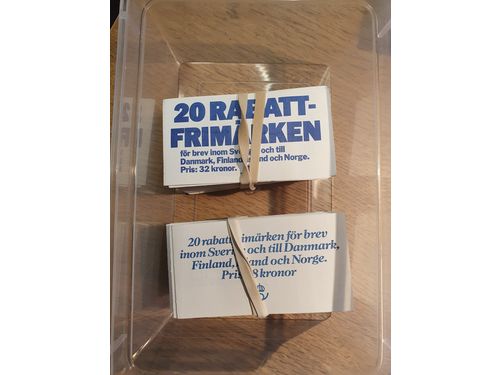 20 RABATT-
FRIMÄRKEN
för brev inom och till
Danmark, Finland, och Norge.
Pris: 32 kronor.
20 för brev
inom och till Danmark,
Finland, och Norge.
kronor